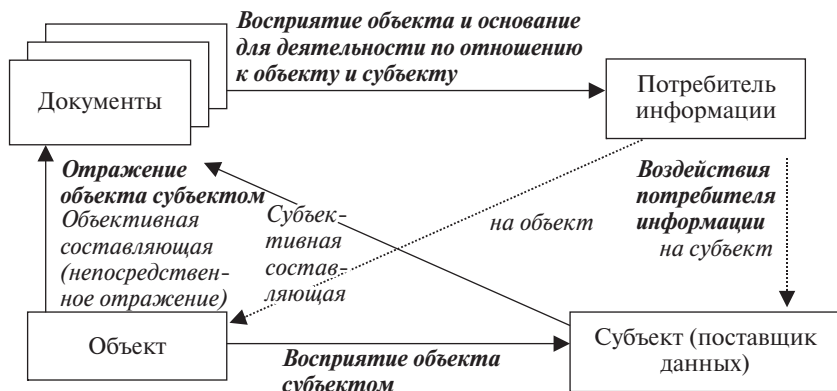 Восприятие объекта и основание
для деятельности по отношению
к объекту и субъекту
Документы
Потребитель
информации
Отражение
объекта субъектом
Объективная
составляющая
(непосредствен-
ное отражение)
Субъек-
тивная
состав-
ляющая
на объект
Воздействия
потребителя
информации
на субъект
Объект
Восприятие объекта
субъектом
Субъект (поставщик
данных)